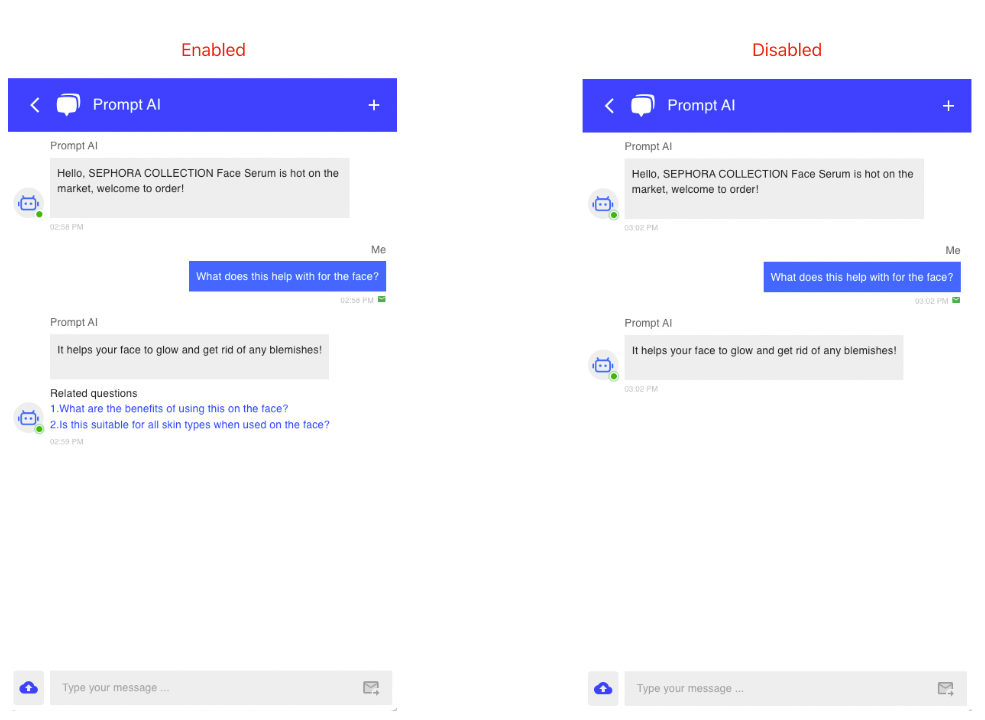 Enabled
Prompt AI
+
Prompt AI
Hello, SEPHORA COLLECTION Face Serum is hot on the
market, welcome to order!
02:58 PM
Me
What does this help with for the face?
02:58 PM
Prompt AI
It helps your face to glow and get rid of any blemishes!
Related questions
1.What are the benefits of using this on the face?
2.Is this suitable for all skin types when used on the face?
02:59 PM
Type your message ...
Disabled
Prompt AI
+
Prompt AI
Hello, SEPHORA COLLECTION Face Serum is hot on the
market, welcome to order!
03:02 PM
Me
What does this help with for the face?
03:02 PM
Prompt AI
It helps your face to glow and get rid of any blemishes!
03:02 PM
Type your message ...